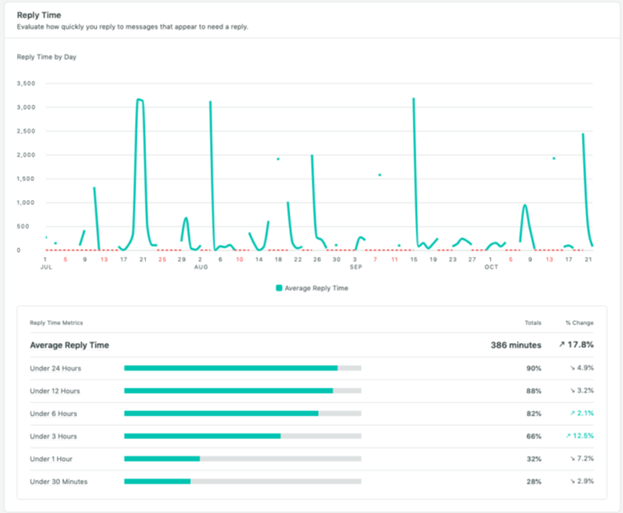 Reply Time
Evaluate how quickly you reply to messages that appear to need a reply.
Reply Time by Day
3,500
3,000
2,500
2,000
1,500
1,000
500
0
1 5 9 13 17 21 25 29 2 6 10 14 18 22 26 30 3 7 11 15 19 23 27 1 5 9 13 17 21
JUL AUG SEP OCT
Average Reply Time
Reply Time Metrics Totals % Change
Average Reply Time 386 minutes ↗ 17.8%
Under 24 Hours 90% ↘ 4.9%
Under 12 Hours 88% ↘ 3.2%
Under 6 Hours 82% ↗ 2.1%
Under 3 Hours 66% ↗ 12.5%
Under 1 Hour 32% ↘ 7.2%
Under 30 Minutes 28% ↘ 2.9%